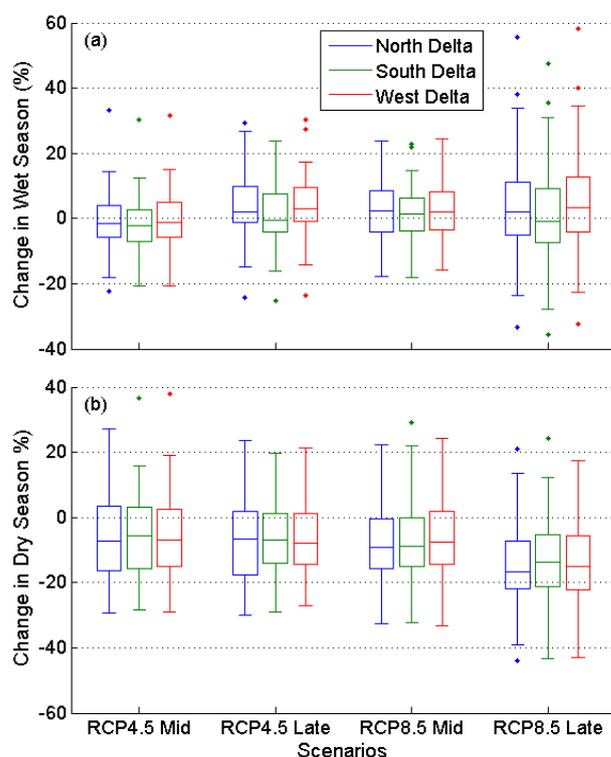 (a)
North Delta
South Delta
West Delta
Change in Wet Season (%)
60
40
20
0
-20
-40
(b)
Change in Dry Season %)
40
20
0
-20
-40
-60
RCP4.5 Mid RCP4.5 Late RCP8.5 Mid RCP8.5 Late
Scenarios